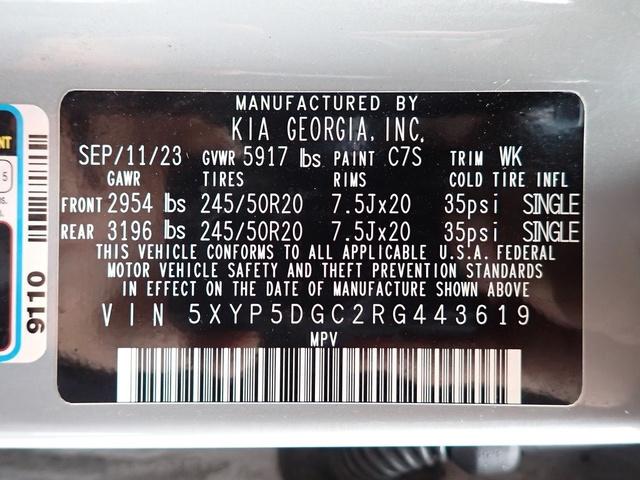 MANUFACTURED BY
KIA GEORGIA, INC.
SEP/11/23 GVWR 5917 lbs PAINT C7S TRIM WK
GAWR TIRES RIMS COLD TIRE INFL
FRONT 2954 lbs 245/50R20 7.5Jx20 35psi SINGLE
REAR 3196 lbs 245/50R20 7.5Jx20 35psi SINGLE
THIS VEHICLE CONFORMS TO ALL APPLICABLE U.S.A. FEDERAL
MOTOR VEHICLE SAFETY AND THEFT PREVENTION STANDARDS
IN EFFECT ON THE DATE OF MANUFACTURE SHOWN ABOVE
VIN 5XYP5DGC2RG443619
MPV
9110
5